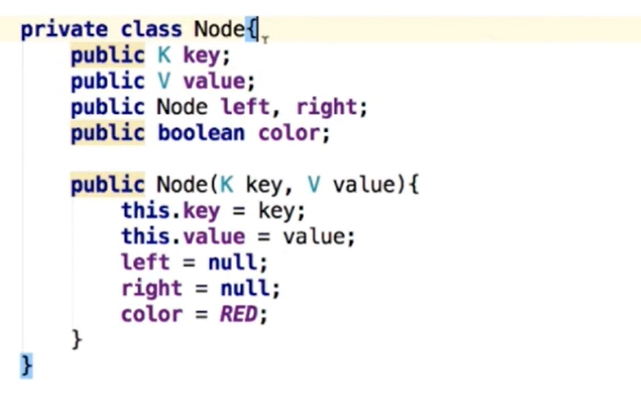 private class Node{
public K key;
public V value;
public Node left, right;
public boolean color;
public Node(K key, V value){
this.key = key;
this.value = value;
left = null;
right = null;
color = RED;
}
}